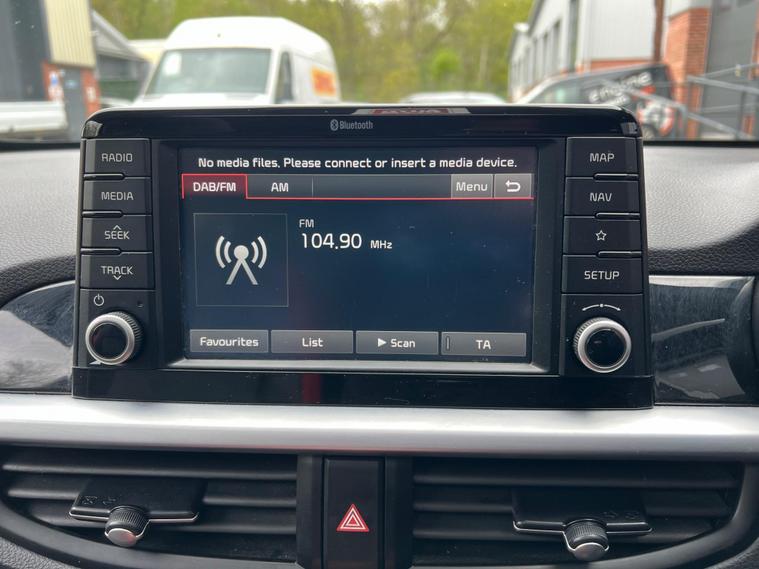 Bluetooth
RADIO
MEDIA
SEEK
TRACK
No media files. Please connect or insert a media device.
DAB/FM AM Menu
FM
104.90 MHz
Favourites List Scan TA
MAP
NAV
SETUP